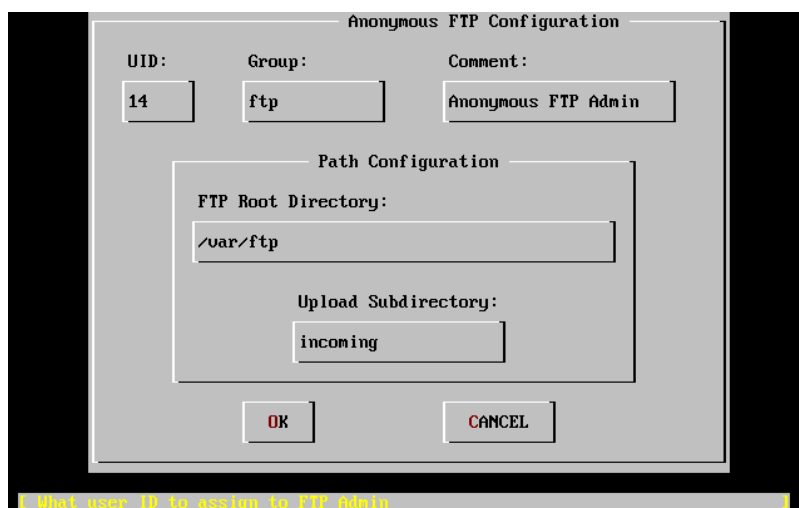 Anonymous FTP Configuration
UID: Group: Comment:
14 ftp Anonymous FTP Admin
Path Configuration
FTP Root Directory:
/var/ftp
Upload Subdirectory:
incoming
OK CANCEL
[ What user ID to assign to FTP Admin ]